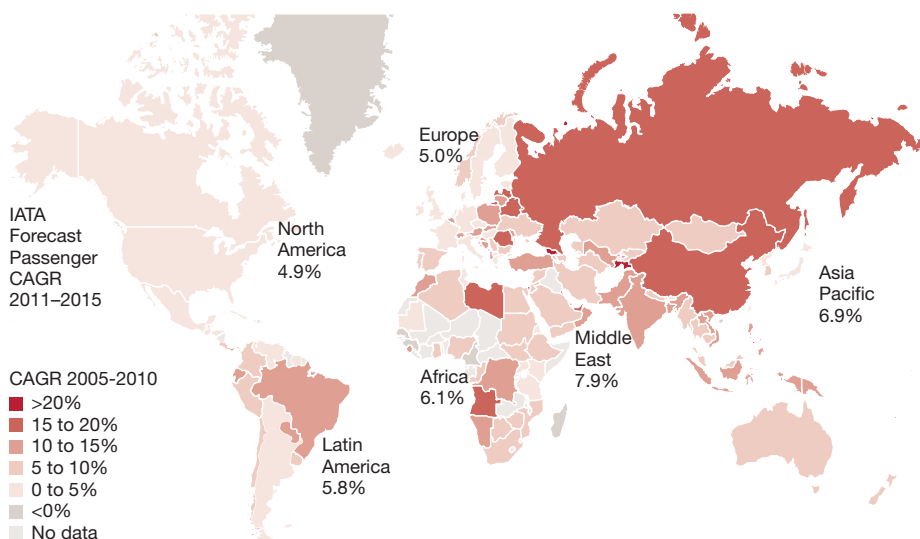 Europe
5.0%
IATA
Forecast
Passenger
CAGR
2011–2015
North
America
4.9%
Asia
Pacific
6.9%
Middle
East
7.9%
Africa
6.1%
Latin
America
5.8%
CAGR 2005-2010
>20%
15 to 20%
10 to 15%
5 to 10%
0 to 5%
<0%
No data